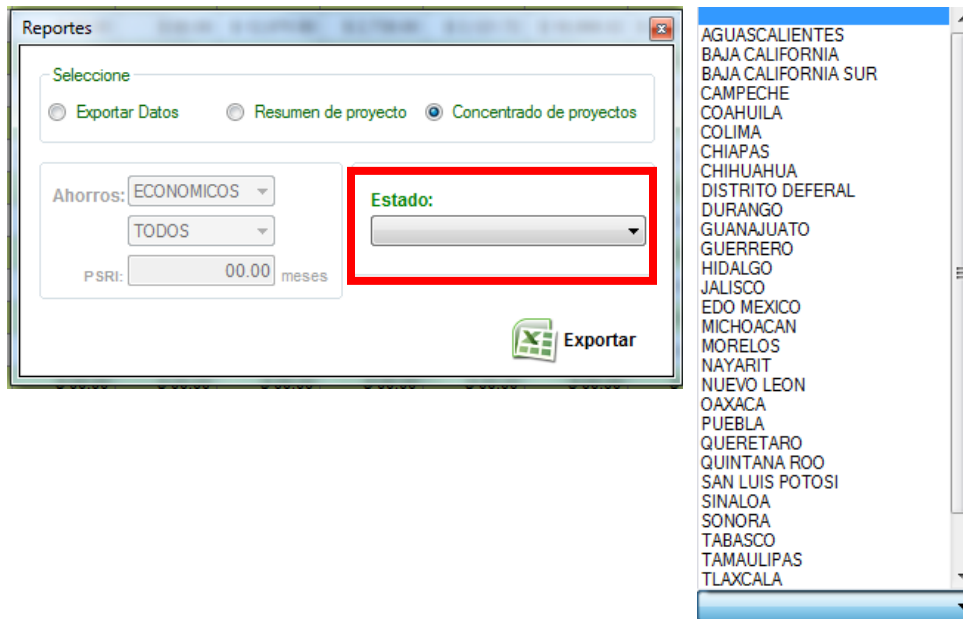 Reportes
Seleccione
Exportar Datos Resumen de proyecto Concentrado de proyectos
Ahorros: ECONOMICOS
TODOS
PSRI: 00.00 meses
Estado:
Exportar
AGUASCALIENTES
BAJA CALIFORNIA
BAJA CALIFORNIA SUR
CAMPECHE
COAHUILA
COLIMA
CHIAPAS
CHIHUAHUA
DISTRITO DEFERAL
DURANGO
GUANAJUATO
GUERRERO
HIDALGO
JALISCO
EDO MEXICO
MICHOACAN
MORELOS
NAYARIT
NUEVO LEON
OAXACA
PUEBLA
QUERETARO
QUINTANA ROO
SAN LUIS POTOSI
SINALOA
SONORA
TABASCO
TAMAULIPAS
TLAXCALA